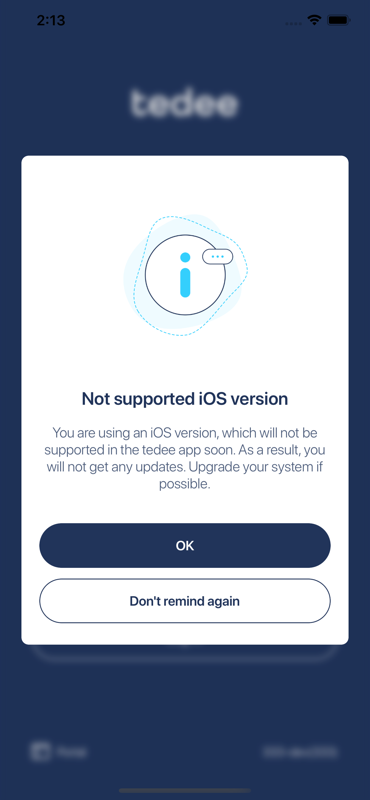 2:13
tedee
Not supported iOS version
You are using an iOS version, which will not be
supported in the tedee app soon. As a result, you
will not get any updates. Upgrade your system if
possible.
OK
Don't remind again